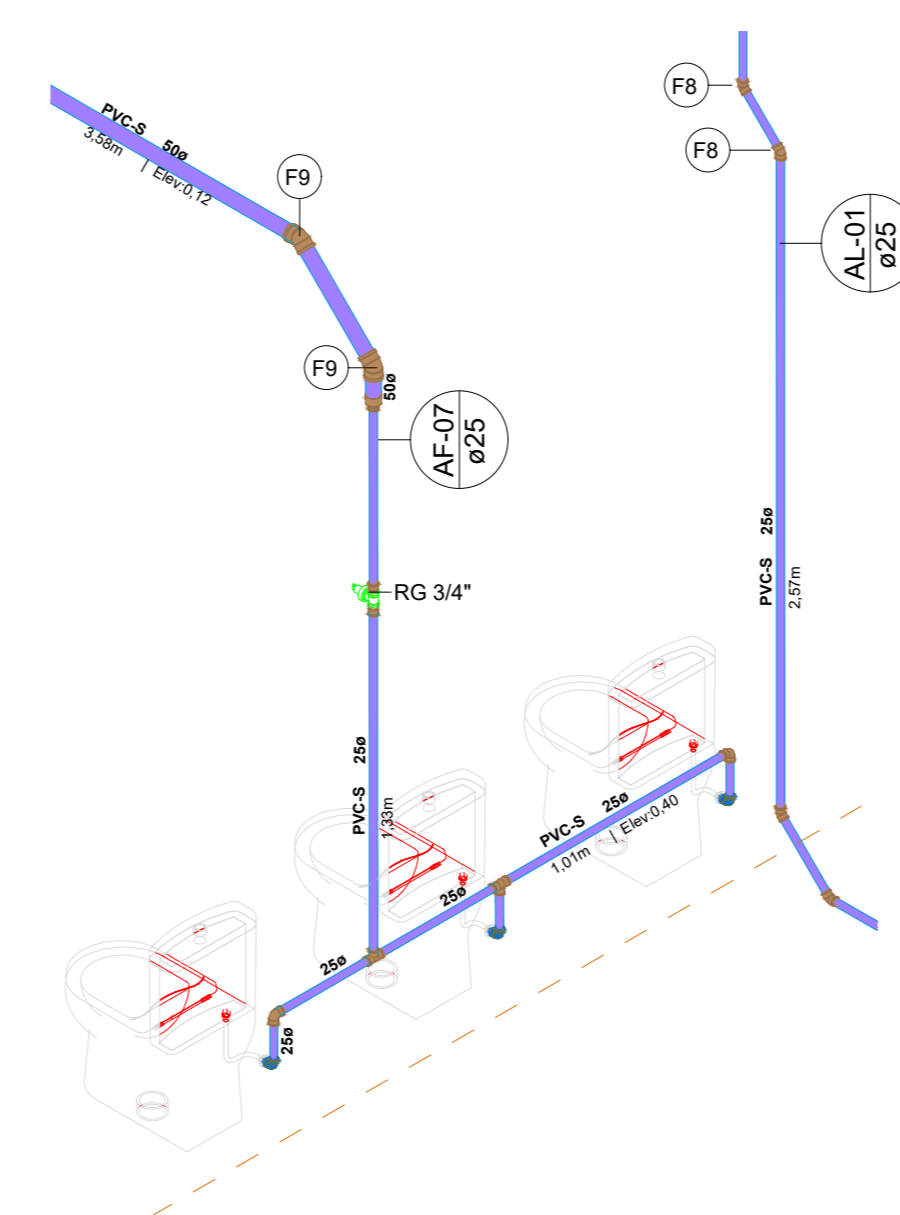 F8
PVC-S 50ø
3,58m
Elev:0,12
F8
F9
AL-01
ø25
F9
50ø
AF-07
ø25
PVC-S 25ø
2,57m
RG 3/4"
PVC-S 25ø
1,33m
PVC-S 25ø
1,01m
Elev:0,40
25ø
25ø
25ø